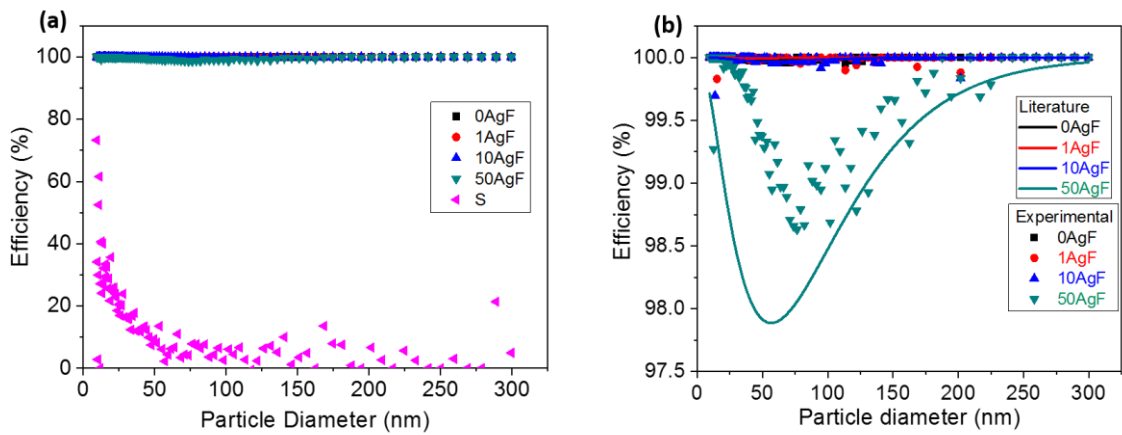 (a)
100
80
60
40
20
0
Efficiency (%)
0AgF
1AgF
10AgF
50AgF
S
0 50 100 150 200 250 300
Particle Diameter (nm)
(b)
100.0
99.5
99.0
98.5
98.0
97.5
Efficiency (%)
Literature
0AgF
1AgF
10AgF
50AgF
Experimental
0AgF
1AgF
10AgF
50AgF
0 50 100 150 200 250 300
Particle diameter (nm)